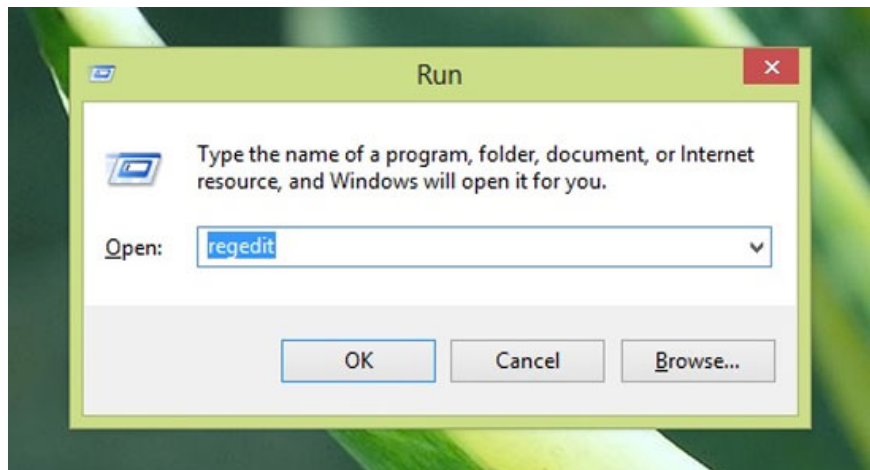 Run
Type the name of a program, folder, document, or Internet
resource, and Windows will open it for you.
Open: regedit
OK Cancel Browse...